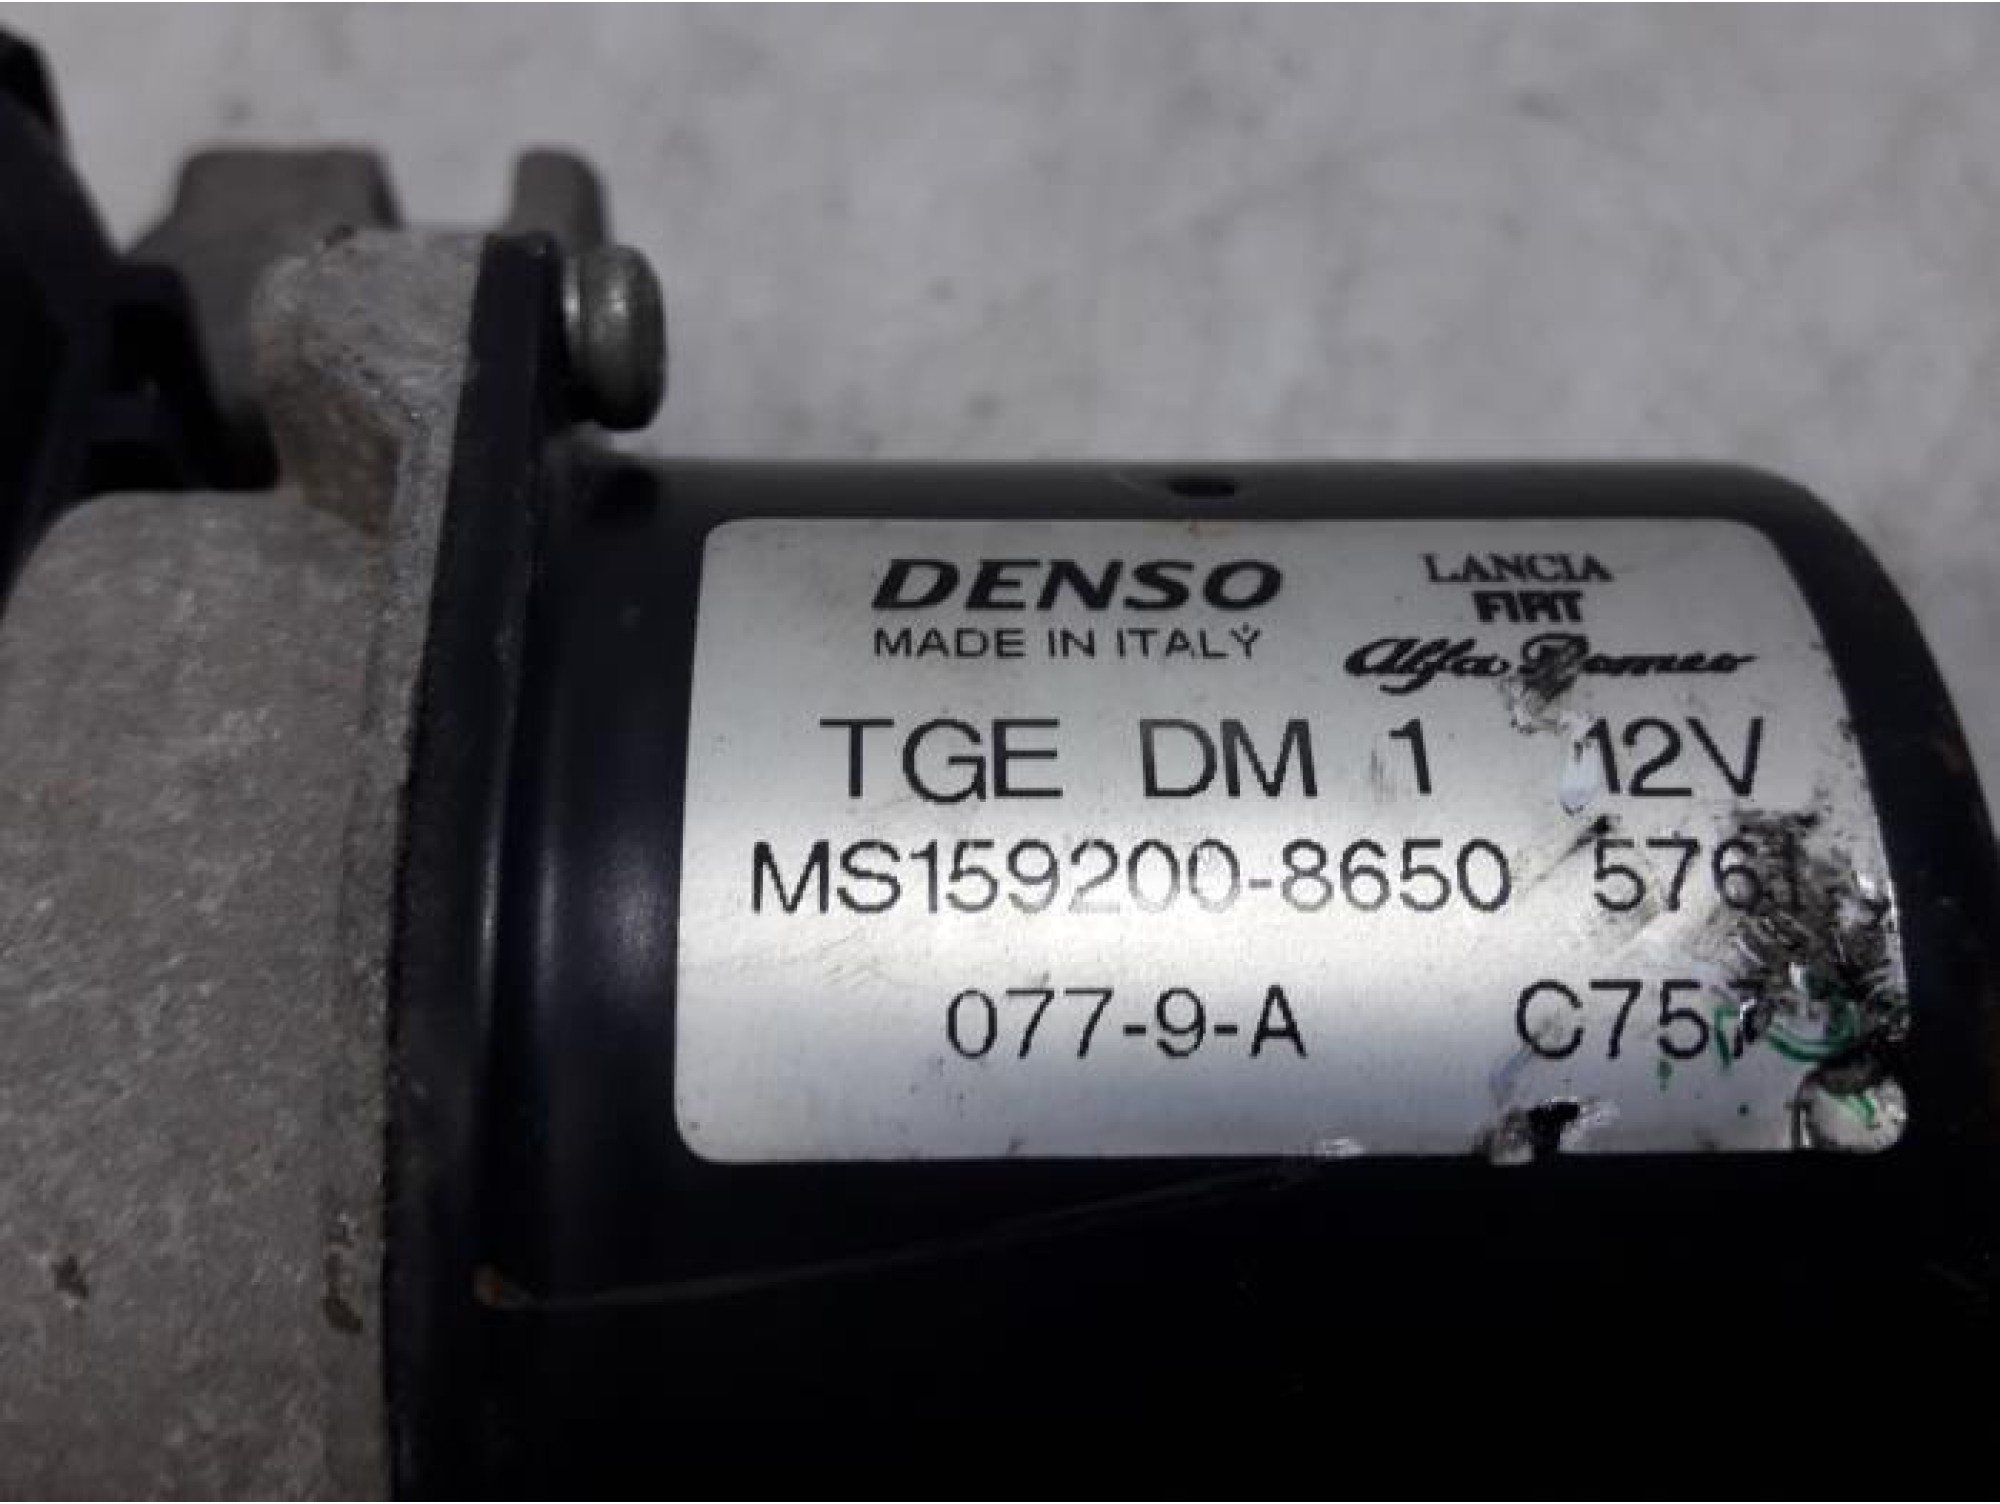 DENSO
MADE IN ITALY
LANCIA
FIAT
Alfa Romeo
TGE DM 1 12V
MS159200-8650 576
077-9-A C757